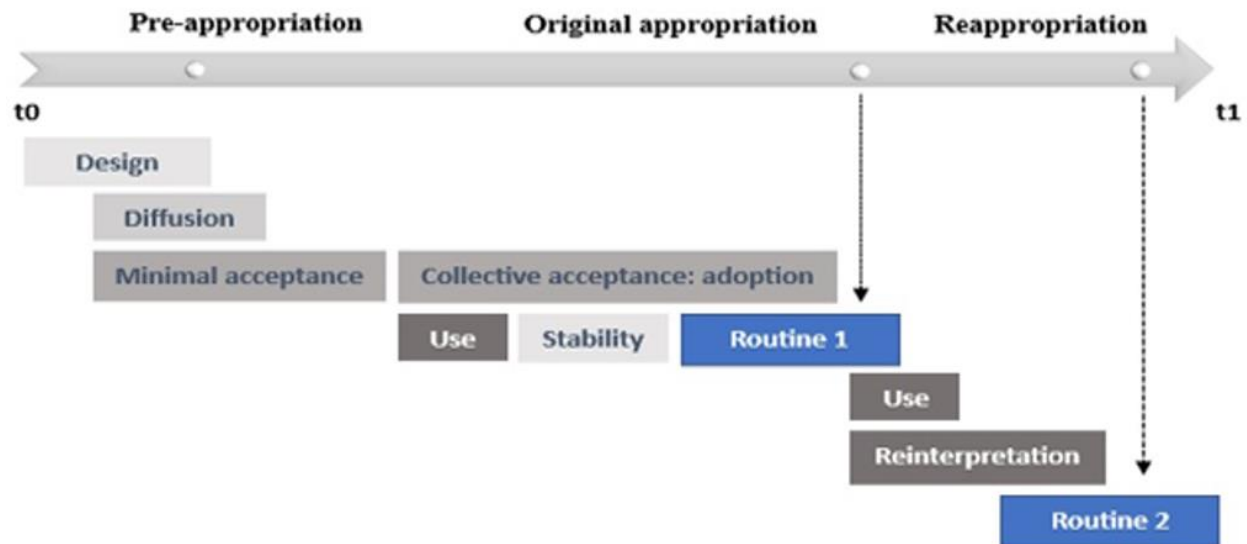 Pre-appropriation
Original appropriation
Reappropriation
t0
t1
Design
Diffusion
Minimal acceptance
Collective acceptance: adoption
Use
Stability
Routine 1
Use
Reinterpretation
Routine 2